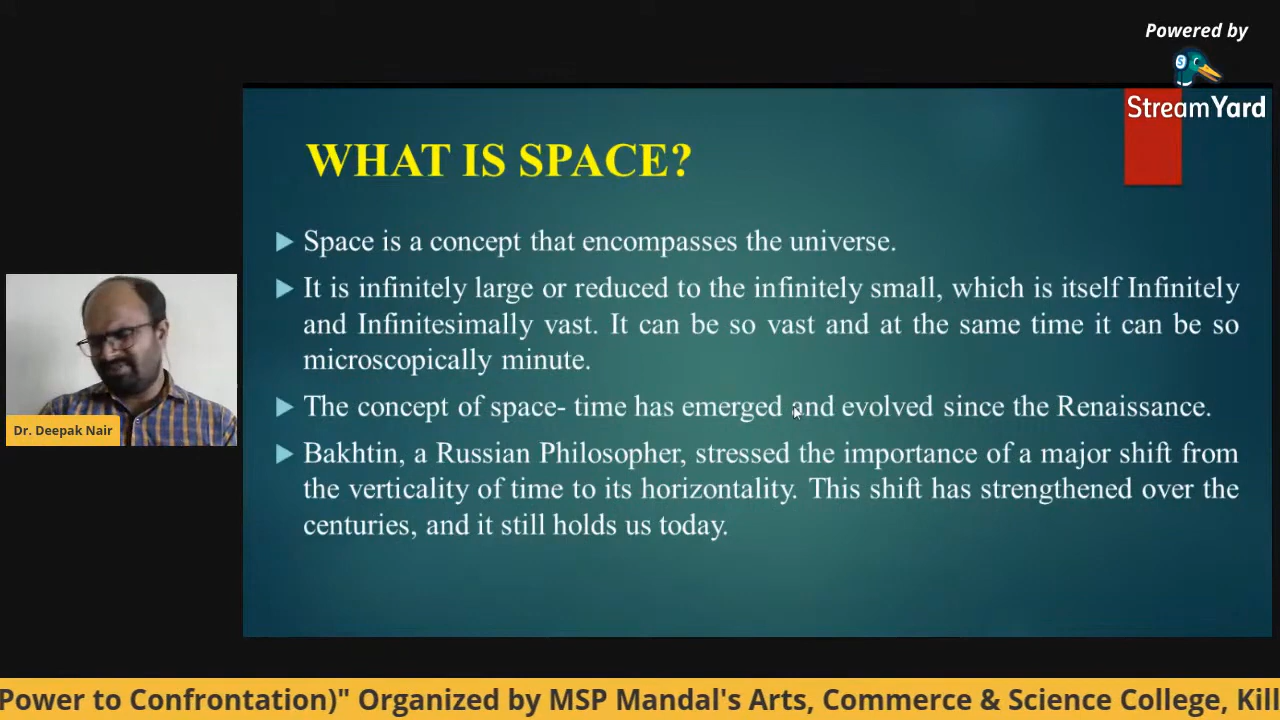 Powered by
StreamYard
WHAT IS SPACE?
Space is a concept that encompasses the universe.
It is infinitely large or reduced to the infinitely small, which is itself Infinitely
and Infinitesimally vast. It can be so vast and at the same time it can be so
microscopically minute.
The concept of space- time has emerged and evolved since the Renaissance.
Bakhtin, a Russian Philosopher, stressed the importance of a major shift from
the verticality of time to its horizontality. This shift has strengthened over the
centuries, and it still holds us today.
Dr. Deepak Nair
Power to Confrontation)" Organized by MSP Mandal's Arts, Commerce & Science College, Kill